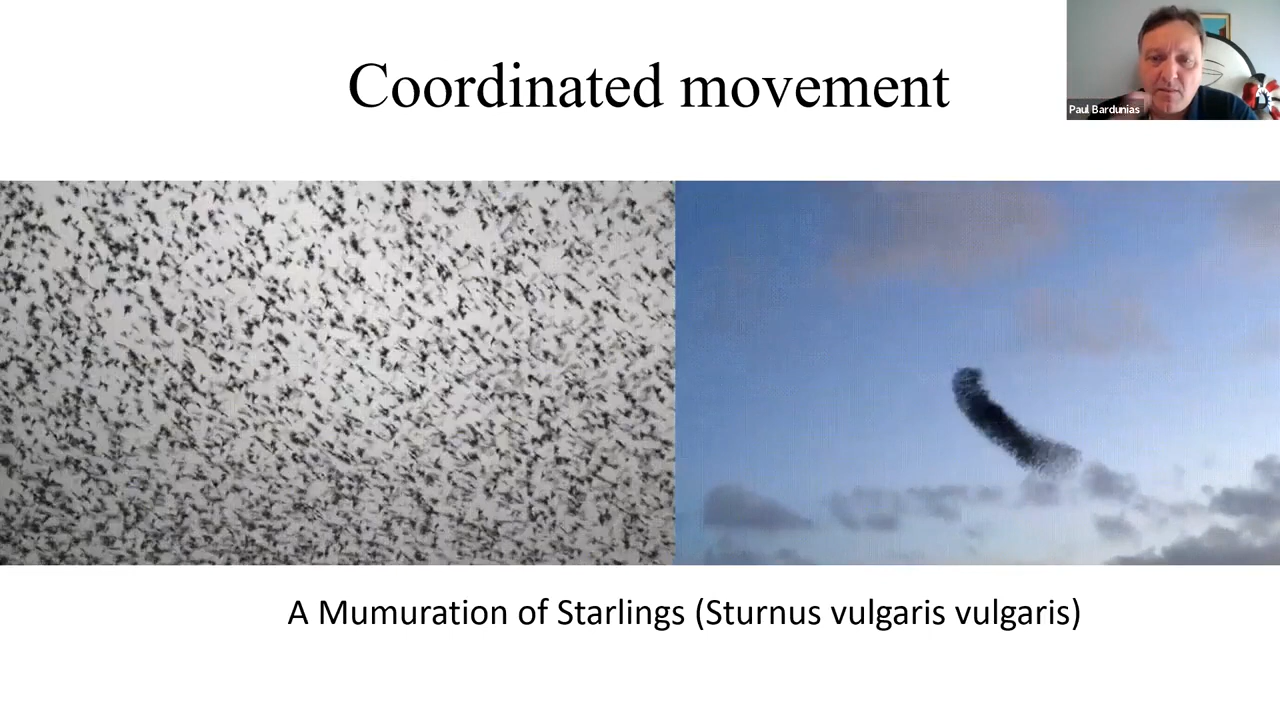 Coordinated movement
Paul Bardunias
A Mumuration of Starlings (Sturnus vulgaris vulgaris)